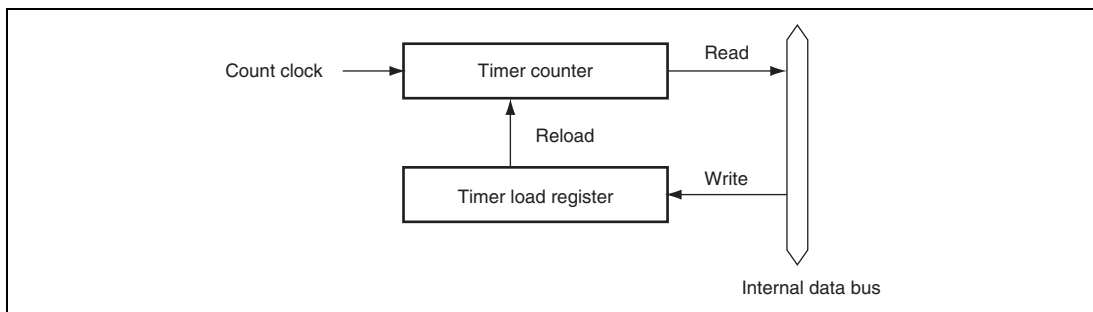 Read
Count clock
Timer counter
Reload
Write
Timer load register
Internal data bus